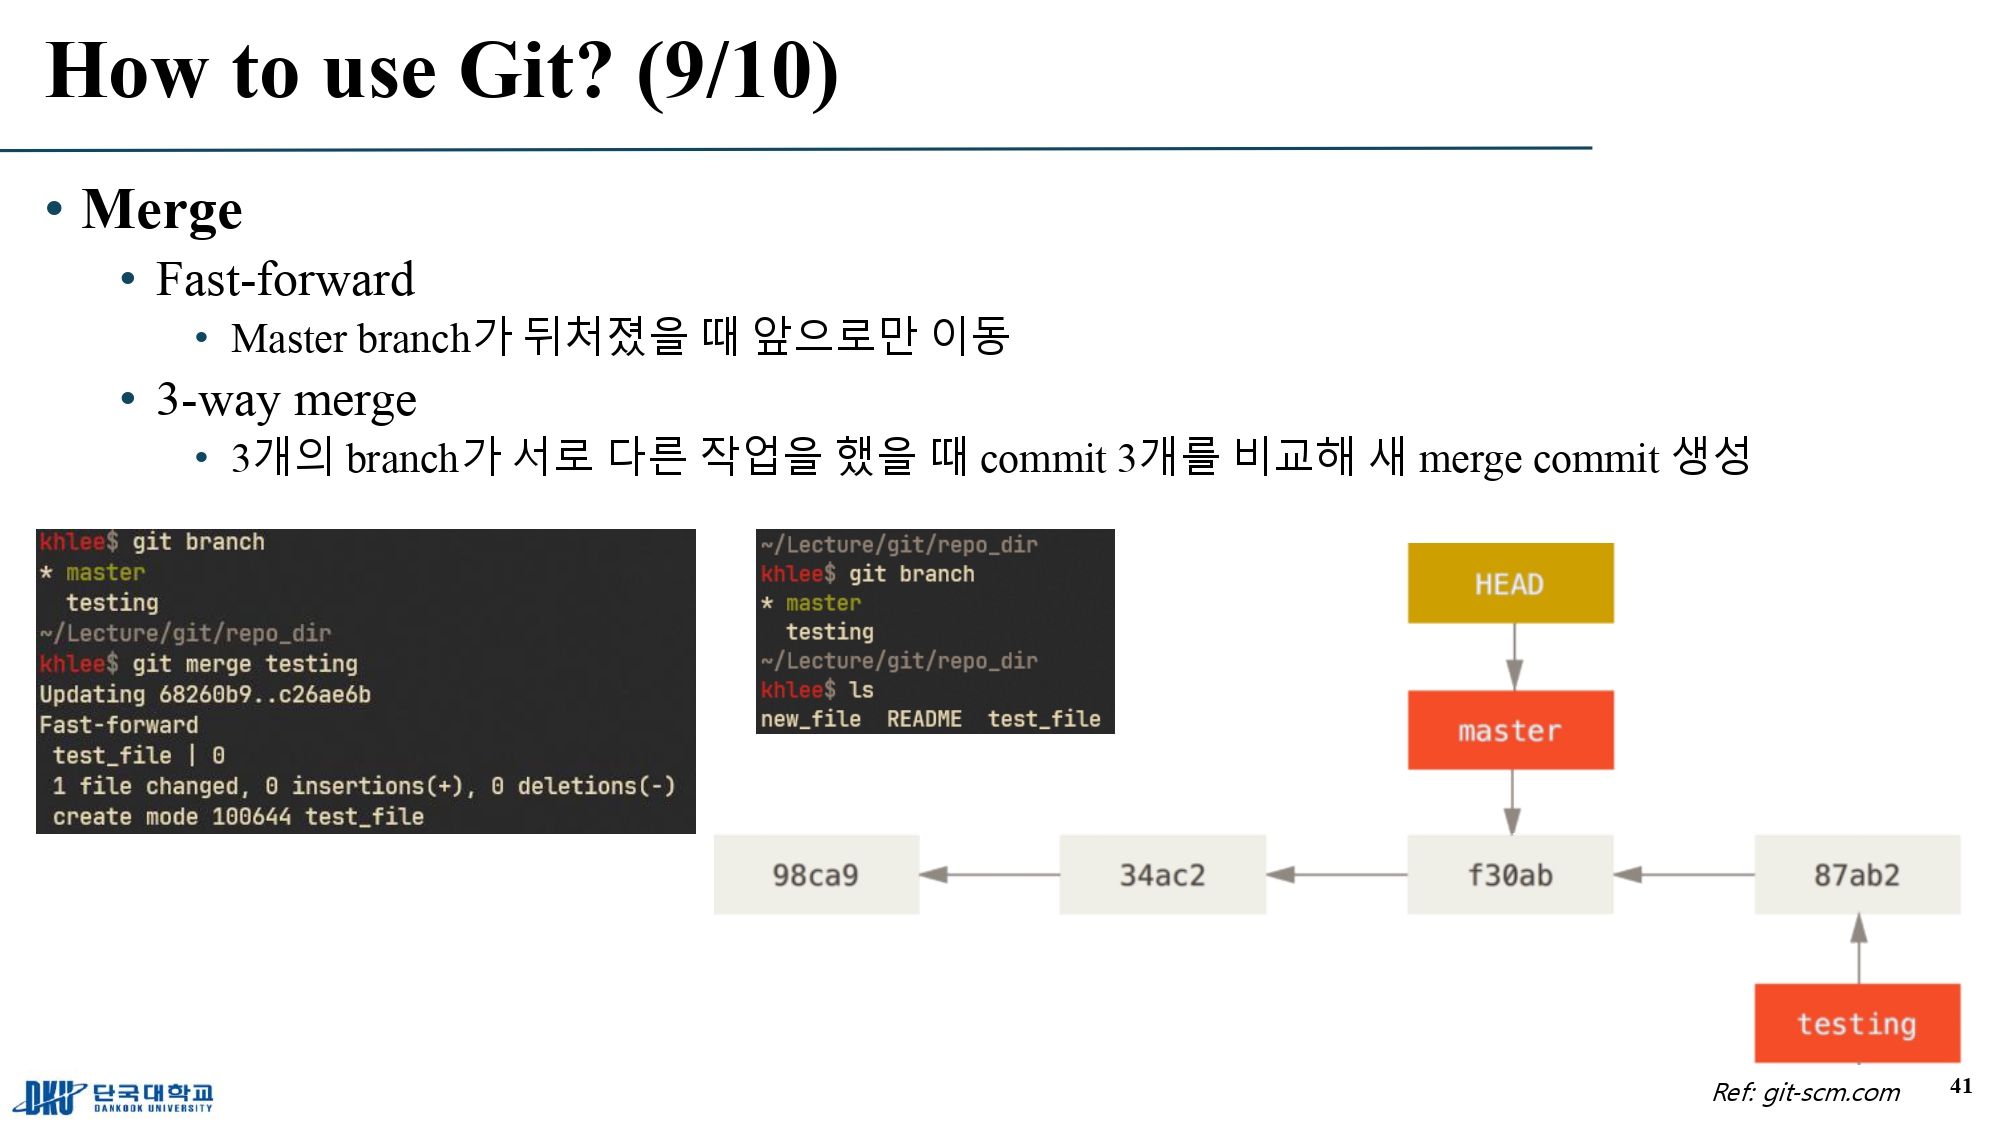 How to use Git? (9/10)
• Merge
• Fast-forward
• Master branch가 뒤처졌을 때 앞으로만 이동
• 3-way merge
• 3개의 branch가 서로 다른 작업을 했을 때 commit 3개를 비교해 새 merge commit 생성
khlee$ git branch
* master
  testing
~/Lecture/git/repo_dir
khlee$ git merge testing
Updating 68260b9..c26ae6b
Fast-forward
 test_file | 0
 1 file changed, 0 insertions(+), 0 deletions(-)
 create mode 100644 test_file
~/Lecture/git/repo_dir
khlee$ git branch
* master
  testing
~/Lecture/git/repo_dir
khlee$ ls
new_file  README  test_file
HEAD
master
98ca9
34ac2
f30ab
87ab2
testing
DKU 단국대학교
DANKOOK UNIVERSITY
Ref: git-scm.com
41